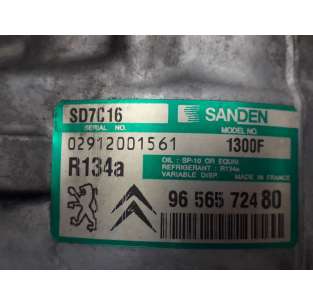 SD7C16
SANDEN
SERIAL NO.
MODEL NO.
02912001561
1300F
R134a
OIL : SP-10 OR EQUIV.
REFRIGERANT : R134a
VARIABLE DISP.
MADE IN FRANCE
96 565 724 80